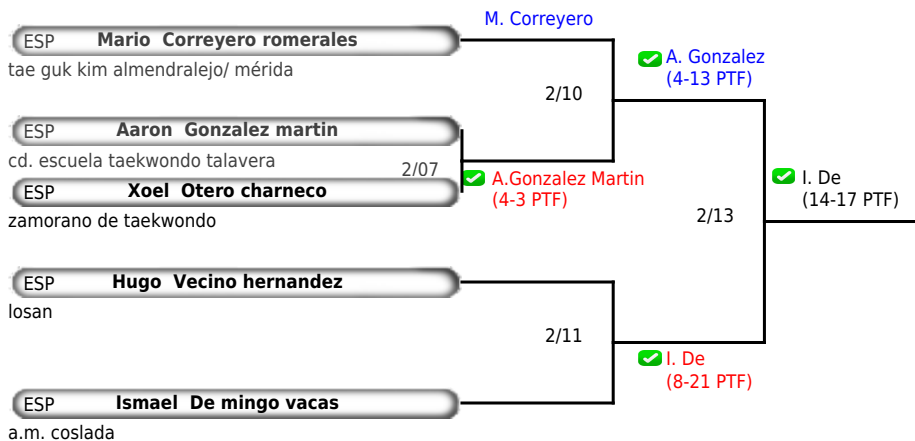 M. Correyero
ESP Mario Correyero romerales
tae guk kim almendralejo/ mérida
A. Gonzalez
(4-13 PTF)
2/10
ESP Aaron Gonzalez martin
cd. escuela taekwondo talavera
2/07
A.Gonzalez Martin
(4-3 PTF)
ESP Xoel Otero charneco
zamorano de taekwondo
I. De
(14-17 PTF)
2/13
ESP Hugo Vecino hernandez
losan
2/11
I. De
(8-21 PTF)
ESP Ismael De mingo vacas
a.m. coslada